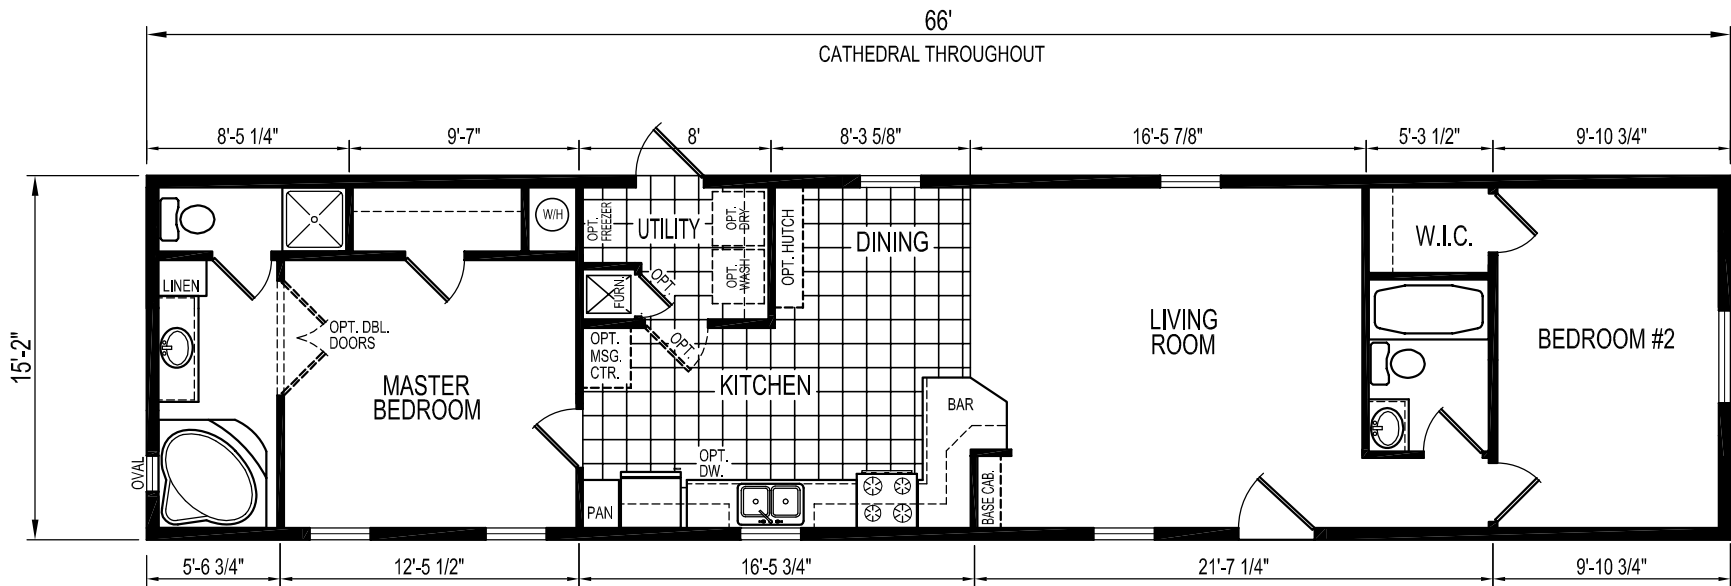 66'
CATHEDRAL THROUGHOUT
8'-5 1/4"
9'-7"
8'
8'-3 5/8"
16'-5 7/8"
5'-3 1/2"
9'-10 3/4"
15'-2"
W/H
OPT.
FREEZER
UTILITY
OPT.
DRY
OPT.
WASH
OPT. HUTCH
DINING
W.I.C.
LINEN
FURN.
OPT.
OPT. DBL.
DOORS
OPT.
MSG.
CTR.
OPT.
LIVING
ROOM
BEDROOM #2
MASTER
BEDROOM
KITCHEN
BAR
OVAL
OPT.
DW.
PAN
BASE CAB.
5'-6 3/4"
12'-5 1/2"
16'-5 3/4"
21'-7 1/4"
9'-10 3/4"